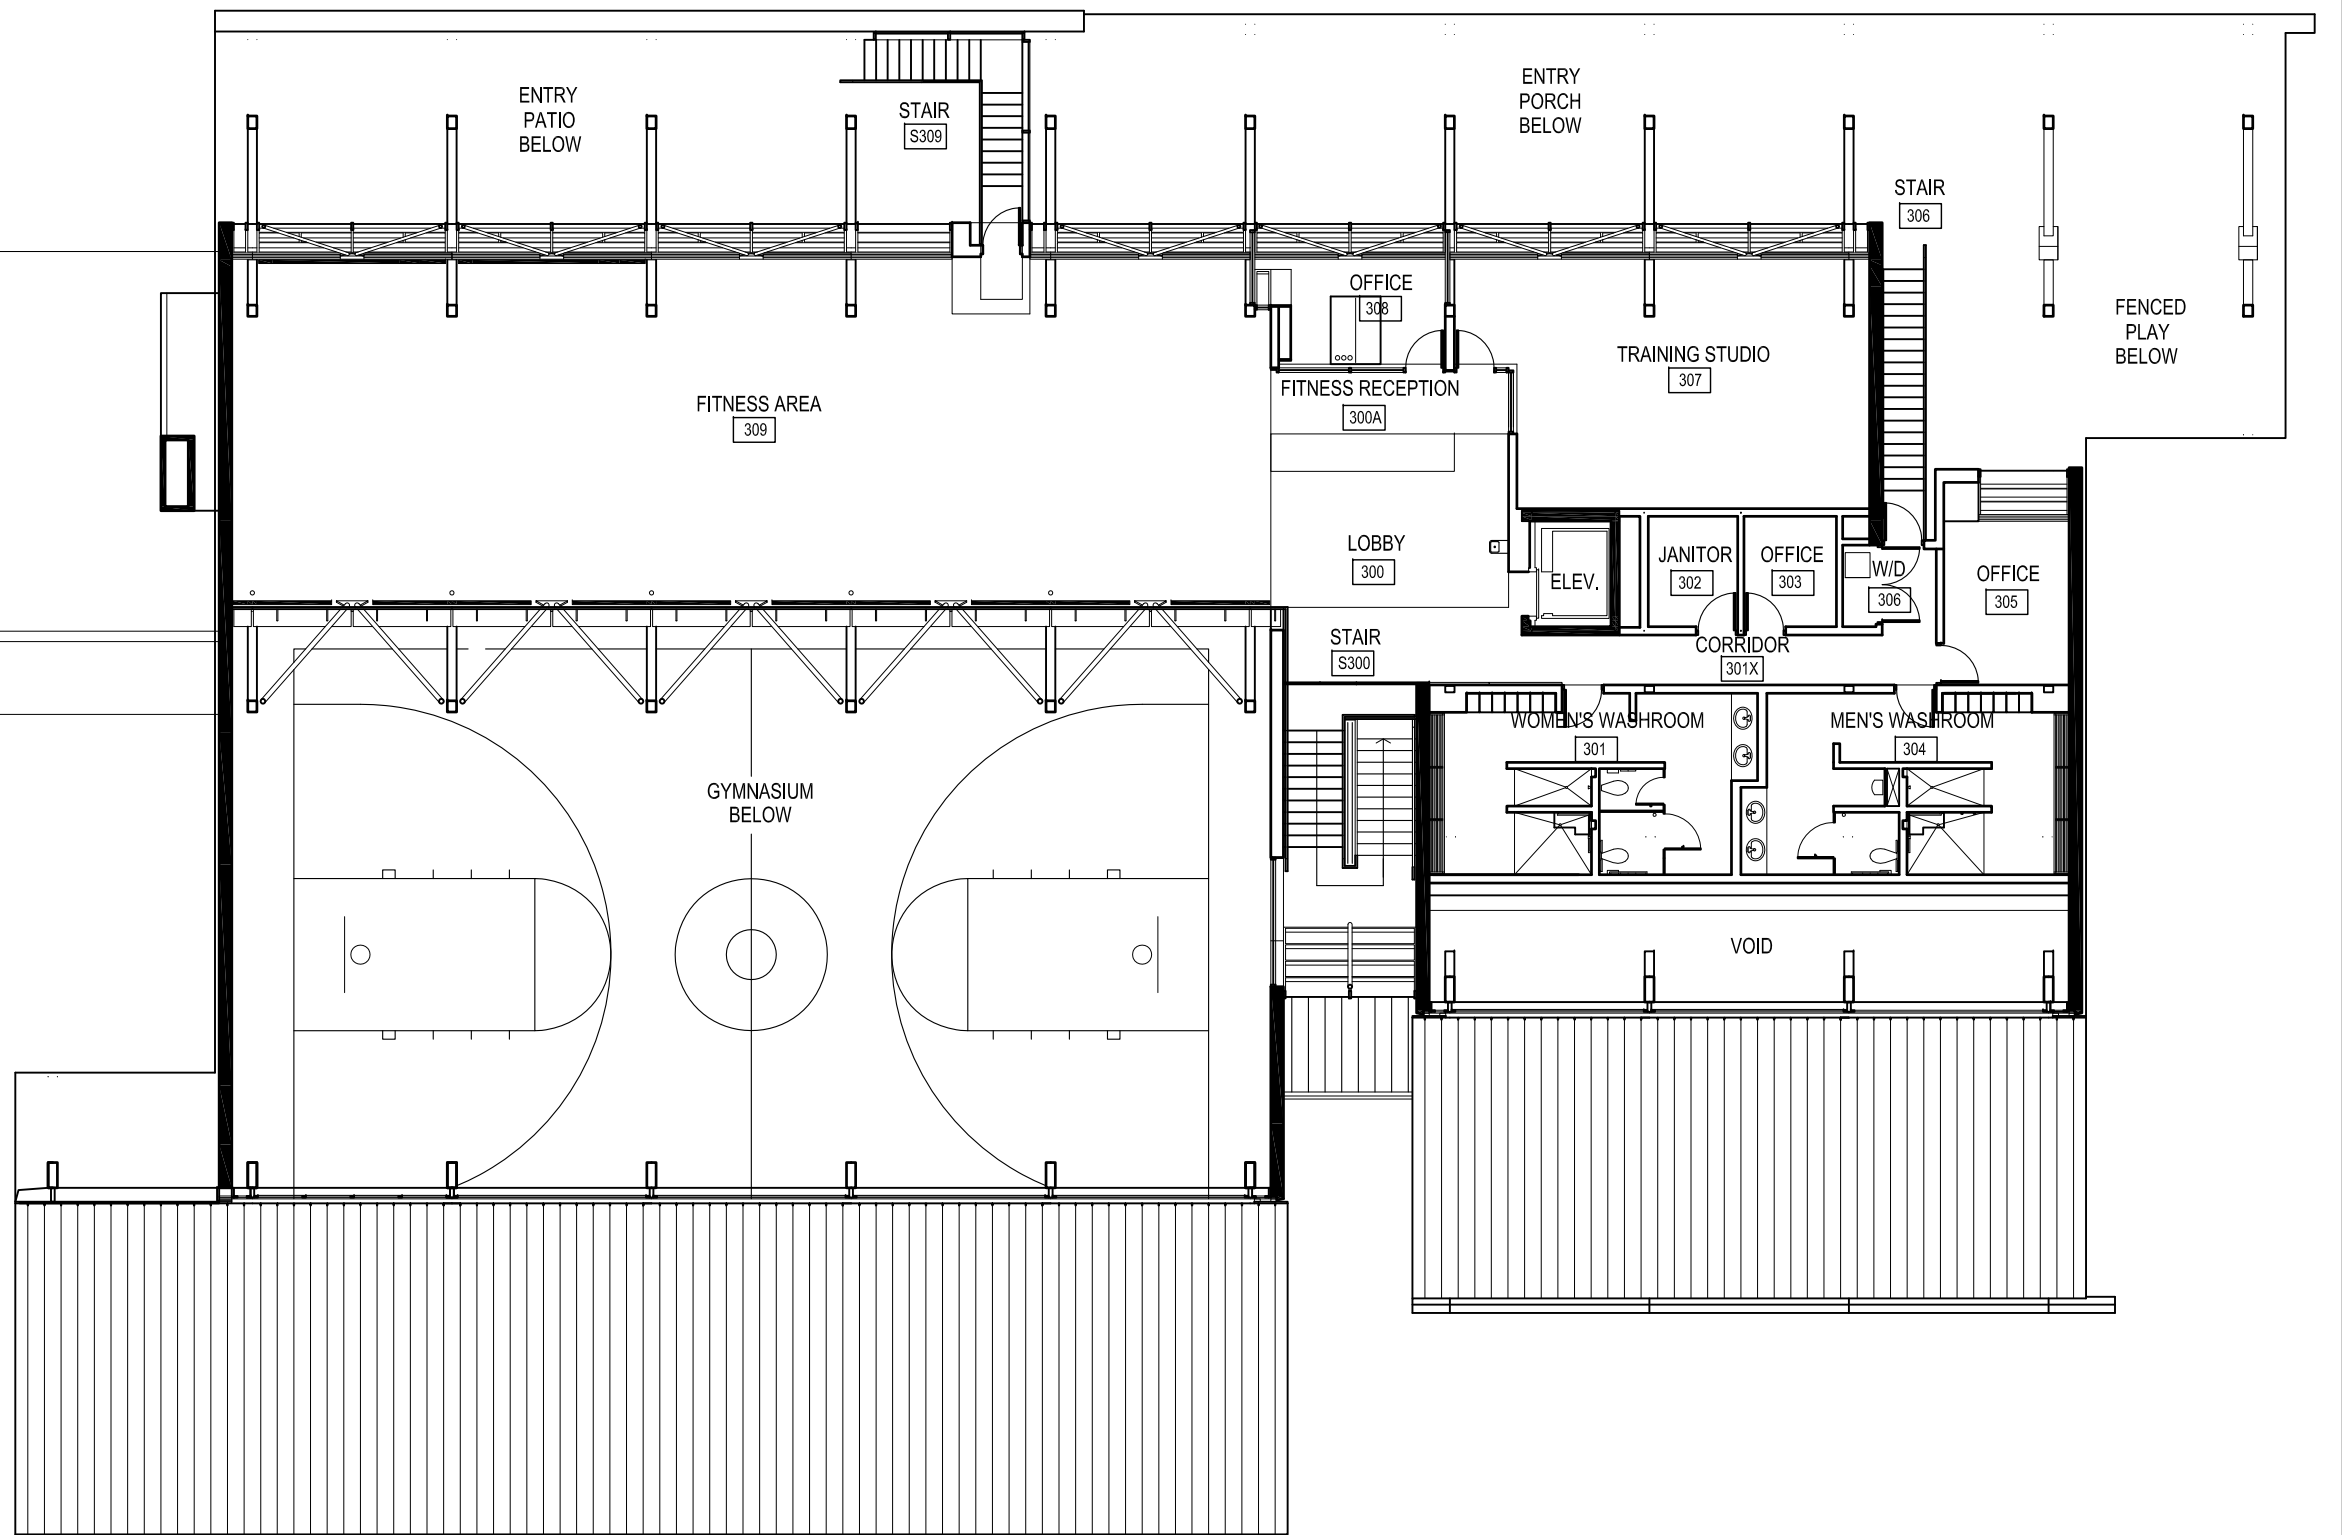 ENTRY
PATIO
BELOW
STAIR
S309
ENTRY
PORCH
BELOW
STAIR
306
OFFICE
308
FENCED
PLAY
BELOW
TRAINING STUDIO
307
FITNESS RECEPTION
300A
FITNESS AREA
309
LOBBY
300
ELEV.
JANITOR
302
OFFICE
303
W/D
306
OFFICE
305
STAIR
S300
CORRIDOR
301X
WOMEN'S WASHROOM
301
MEN'S WASHROOM
304
GYMNASIUM
BELOW
VOID